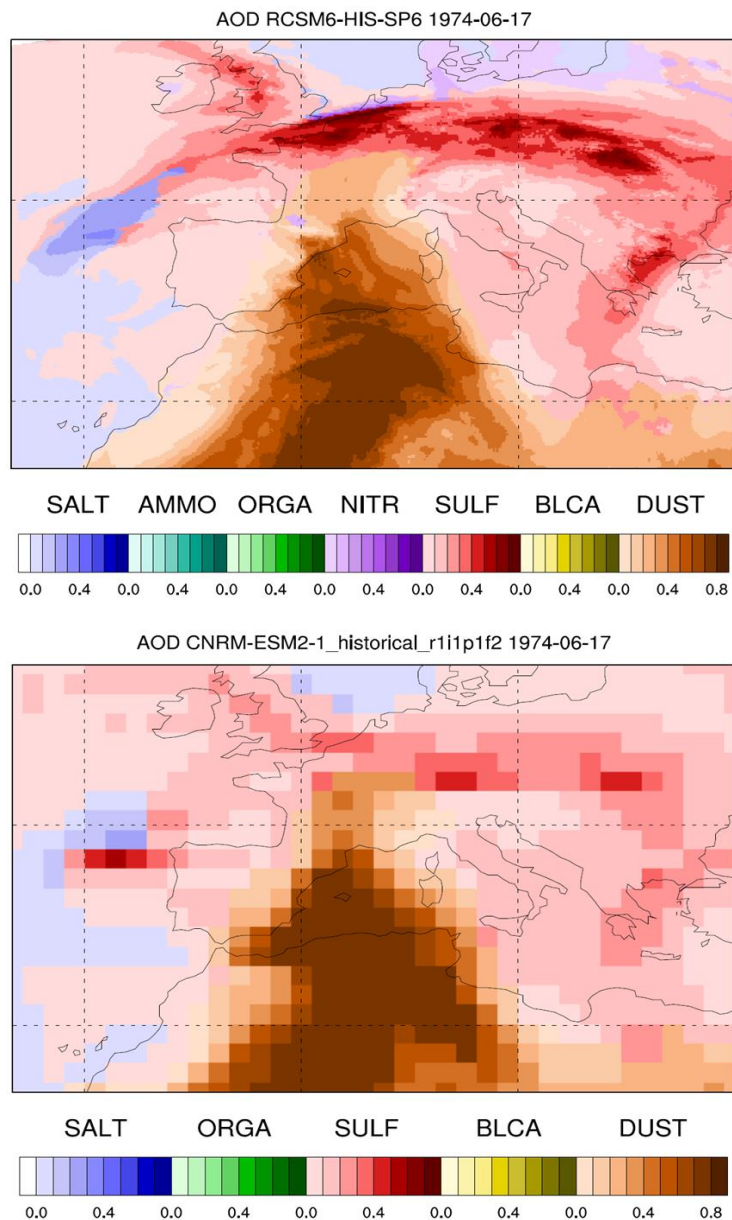 AOD RCSM6-HIS-SP6 1974-06-17
SALT AMMO ORGA NITR SULF BLCA DUST
0.0 0.4 0.0 0.4 0.0 0.4 0.0 0.4 0.0 0.4 0.0 0.4 0.0 0.4 0.8
AOD CNRM-ESM2-1_historical_r1i1p1f2 1974-06-17
SALT ORGA SULF BLCA DUST
0.0 0.4 0.0 0.4 0.0 0.4 0.0 0.4 0.0 0.4 0.8